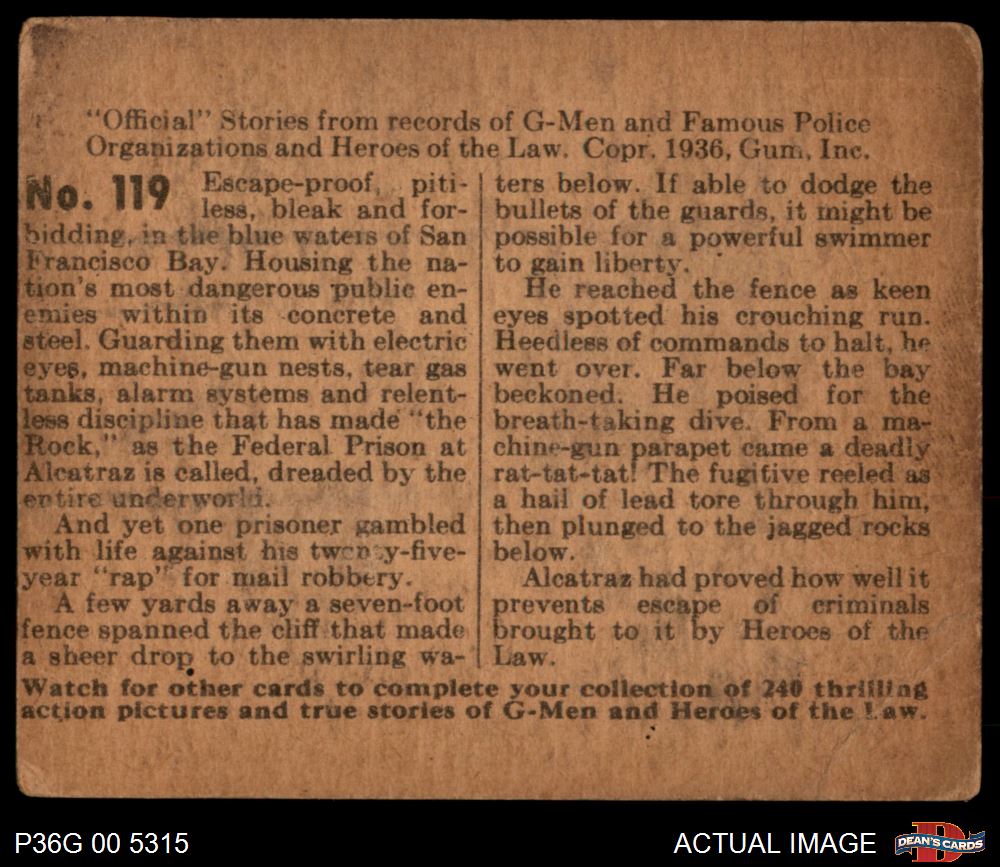 "Official" Stories from records of G-Men and Famous Police
Organizations and Heroes of the Law. Copr. 1936, Gum, Inc.
No. 119 Escape-proof, piti-
less, bleak and for-
bidding, in the blue waters of San
Francisco Bay. Housing the na-
tion's most dangerous public en-
emies within its concrete and
steel. Guarding them with electric
eyes, machine-gun nests, tear gas
tanks, alarm systems and relent-
less discipline that has made "the
Rock," as the Federal Prison at
Alcatraz is called, dreaded by the
entire underworld.
And yet one prisoner gambled
with life against his twenty-five-
year "rap" for mail robbery.
A few yards away a seven-foot
fence spanned the cliff that made
a sheer drop to the swirling wa-
ters below. If able to dodge the
bullets of the guards, it might be
possible for a powerful swimmer
to gain liberty.
He reached the fence as keen
eyes spotted his crouching run.
Heedless of commands to halt, he
went over. Far below the bay
beckoned. He poised for the
breath-taking dive. From a ma-
chine-gun parapet came a deadly
rat-tat-tat! The fugitive reeled as
a hail of lead tore through him,
then plunged to the jagged rocks
below.
Alcatraz had proved how well it
prevents escape of criminals
brought to it by Heroes of the
Law.
Watch for other cards to complete your collection of 240 thrilling
action pictures and true stories of G-Men and Heroes of the Law.
P36G 00 5315
ACTUAL IMAGE
D
DEAN'S CARDS